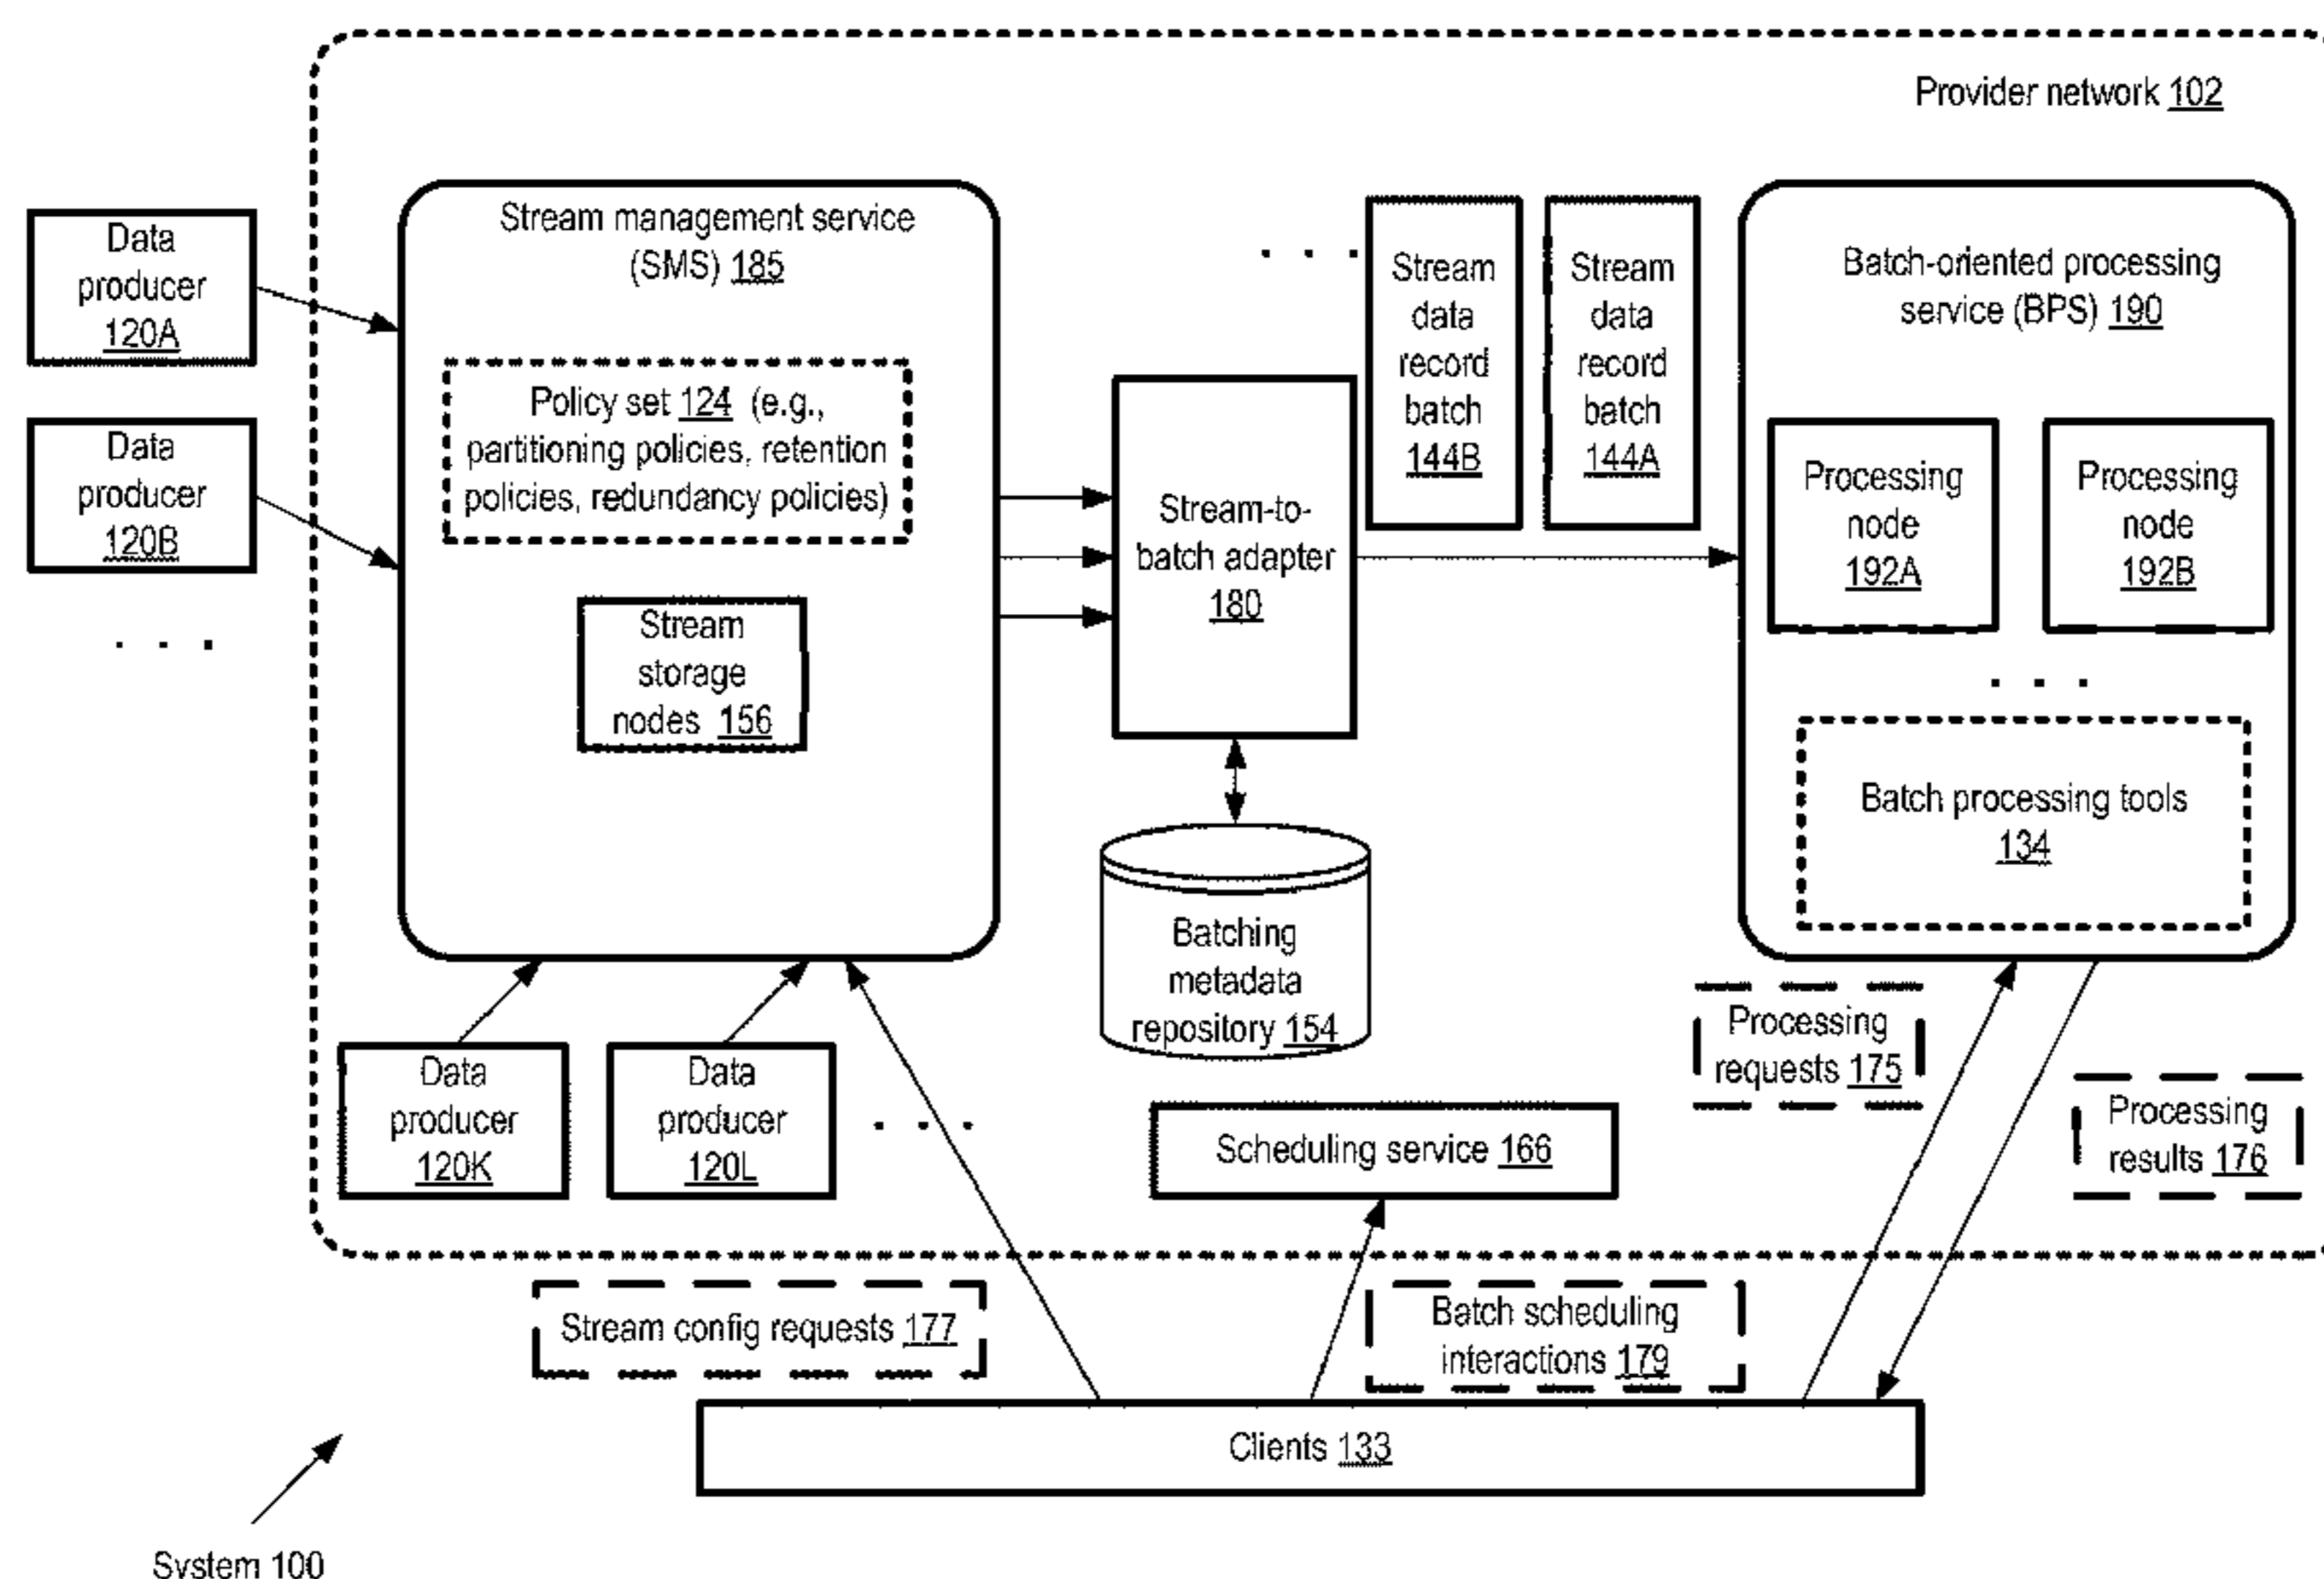 Provider network 102
Data
producer
120A
Data
producer
120B
. . .
Stream management service
(SMS) 185
Policy set 124 (e.g.,
partitioning policies, retention
policies, redundancy policies)
Stream
storage
nodes 156
Stream-to-
batch adapter
180
. . .
Stream
data
record
batch
144B
Stream
data
record
batch
144A
Batch-oriented processing
service (BPS) 190
Processing
node
192A
Processing
node
192B
. . .
Batch processing tools
134
Batching
metadata
repository 154
Data
producer
120K
Data
producer
120L
. . .
Scheduling service 166
Processing
requests 175
Processing
results 176
Stream config requests 177
Batch scheduling
interactions 179
Clients 133
System 100